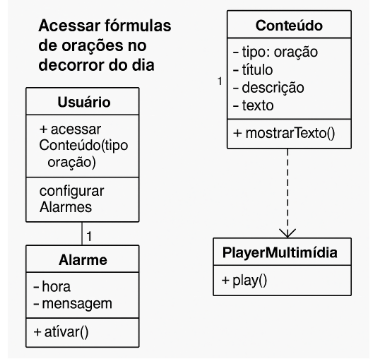 Acessar fórmulas
de orações no
decorror do dia
Usuário
+ acessar
Conteúdo(tipo
oração)
configurar
Alarmes
1
Alarme
– hora
– mensagem
+ atívar()
Conteúdo
– tipo: oração
– título
– descrição
– texto
1
+ mostrarTexto()
PlayerMultimídia
+ play()